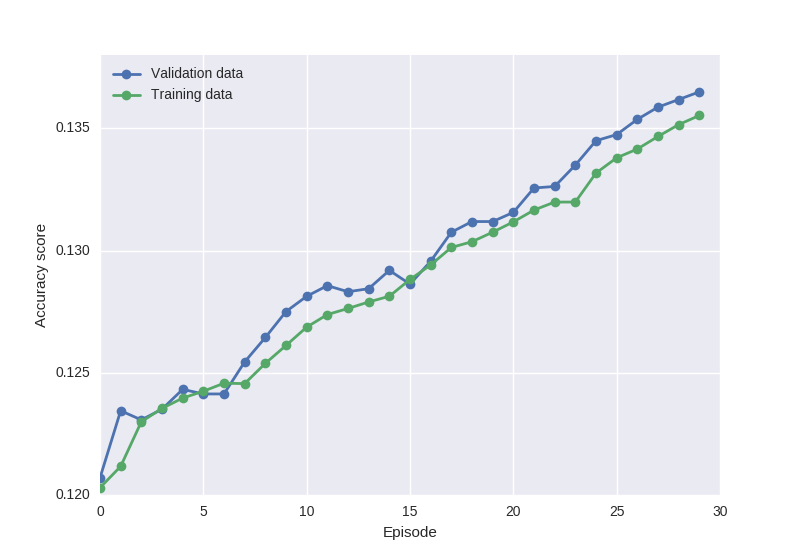 Validation data
Training data
0.135
0.130
0.125
0.120
Accuracy score
0 5 10 15 20 25 30
Episode